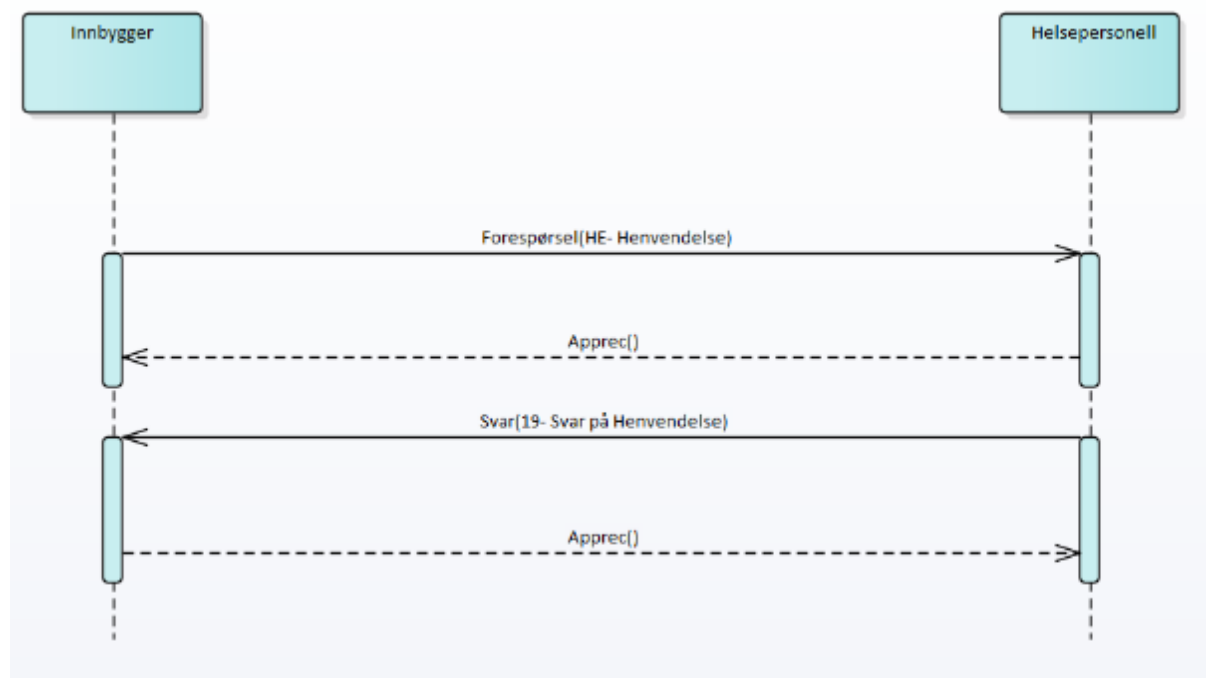 Innbygger
Helsepersonell
Forespørsel(HE- Henvendelse)
Apprec()
Svar(19- Svar på Henvendelse)
Apprec()